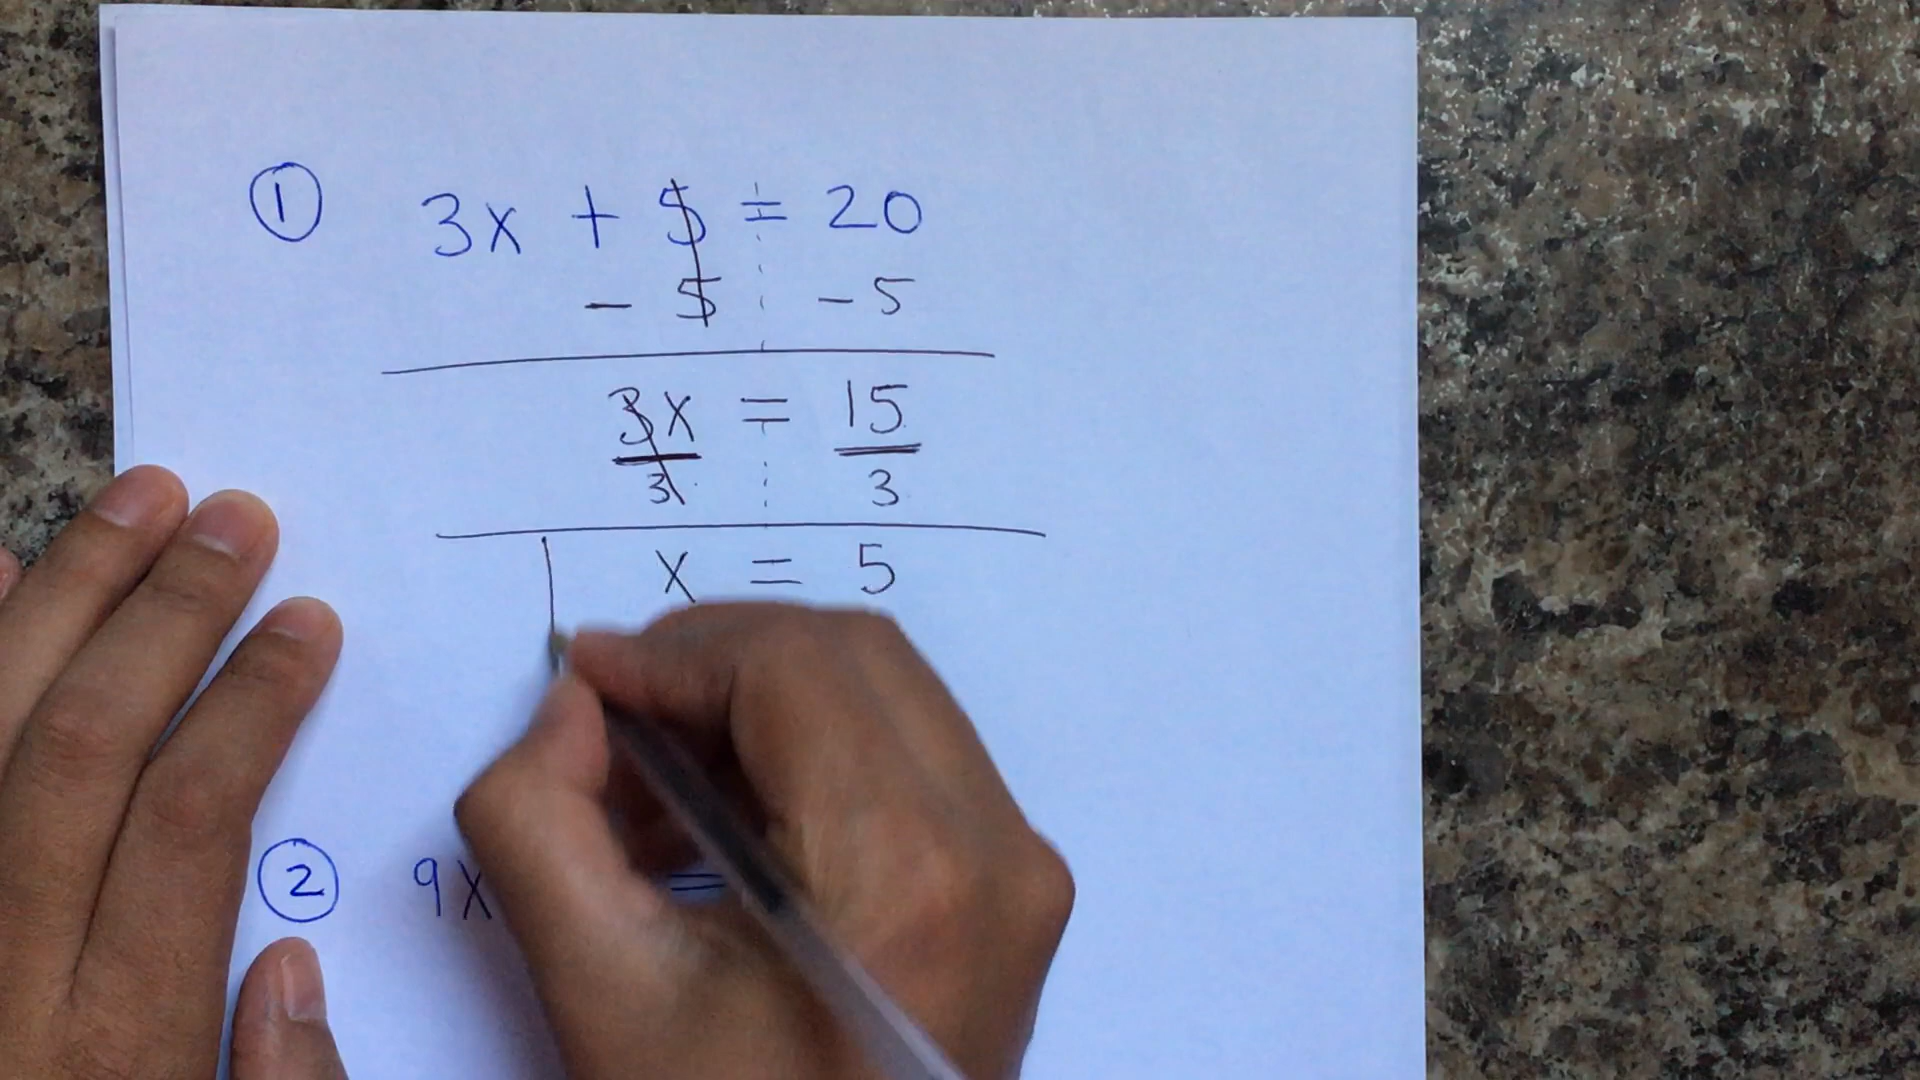 ① 3x + 5 = 20
- 5 -5
3x = 15
3 3
x = 5
② 9x =